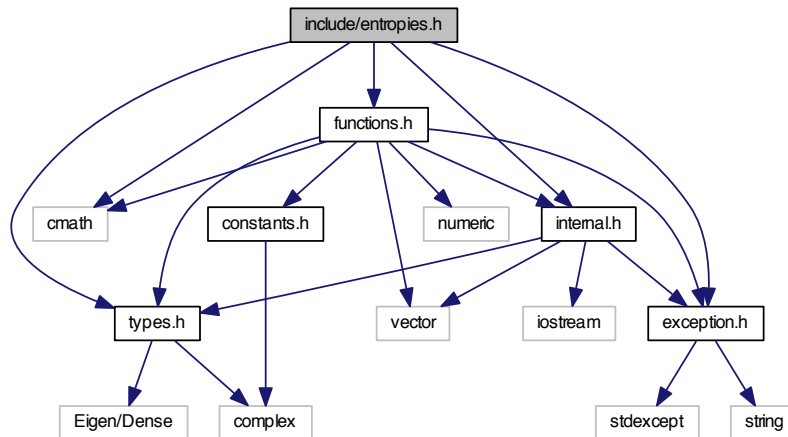 include/entropies.h
functions.h
cmath
constants.h
numeric
internal.h
types.h
vector
iostream
exception.h
Eigen/Dense
complex
stdexcept
string